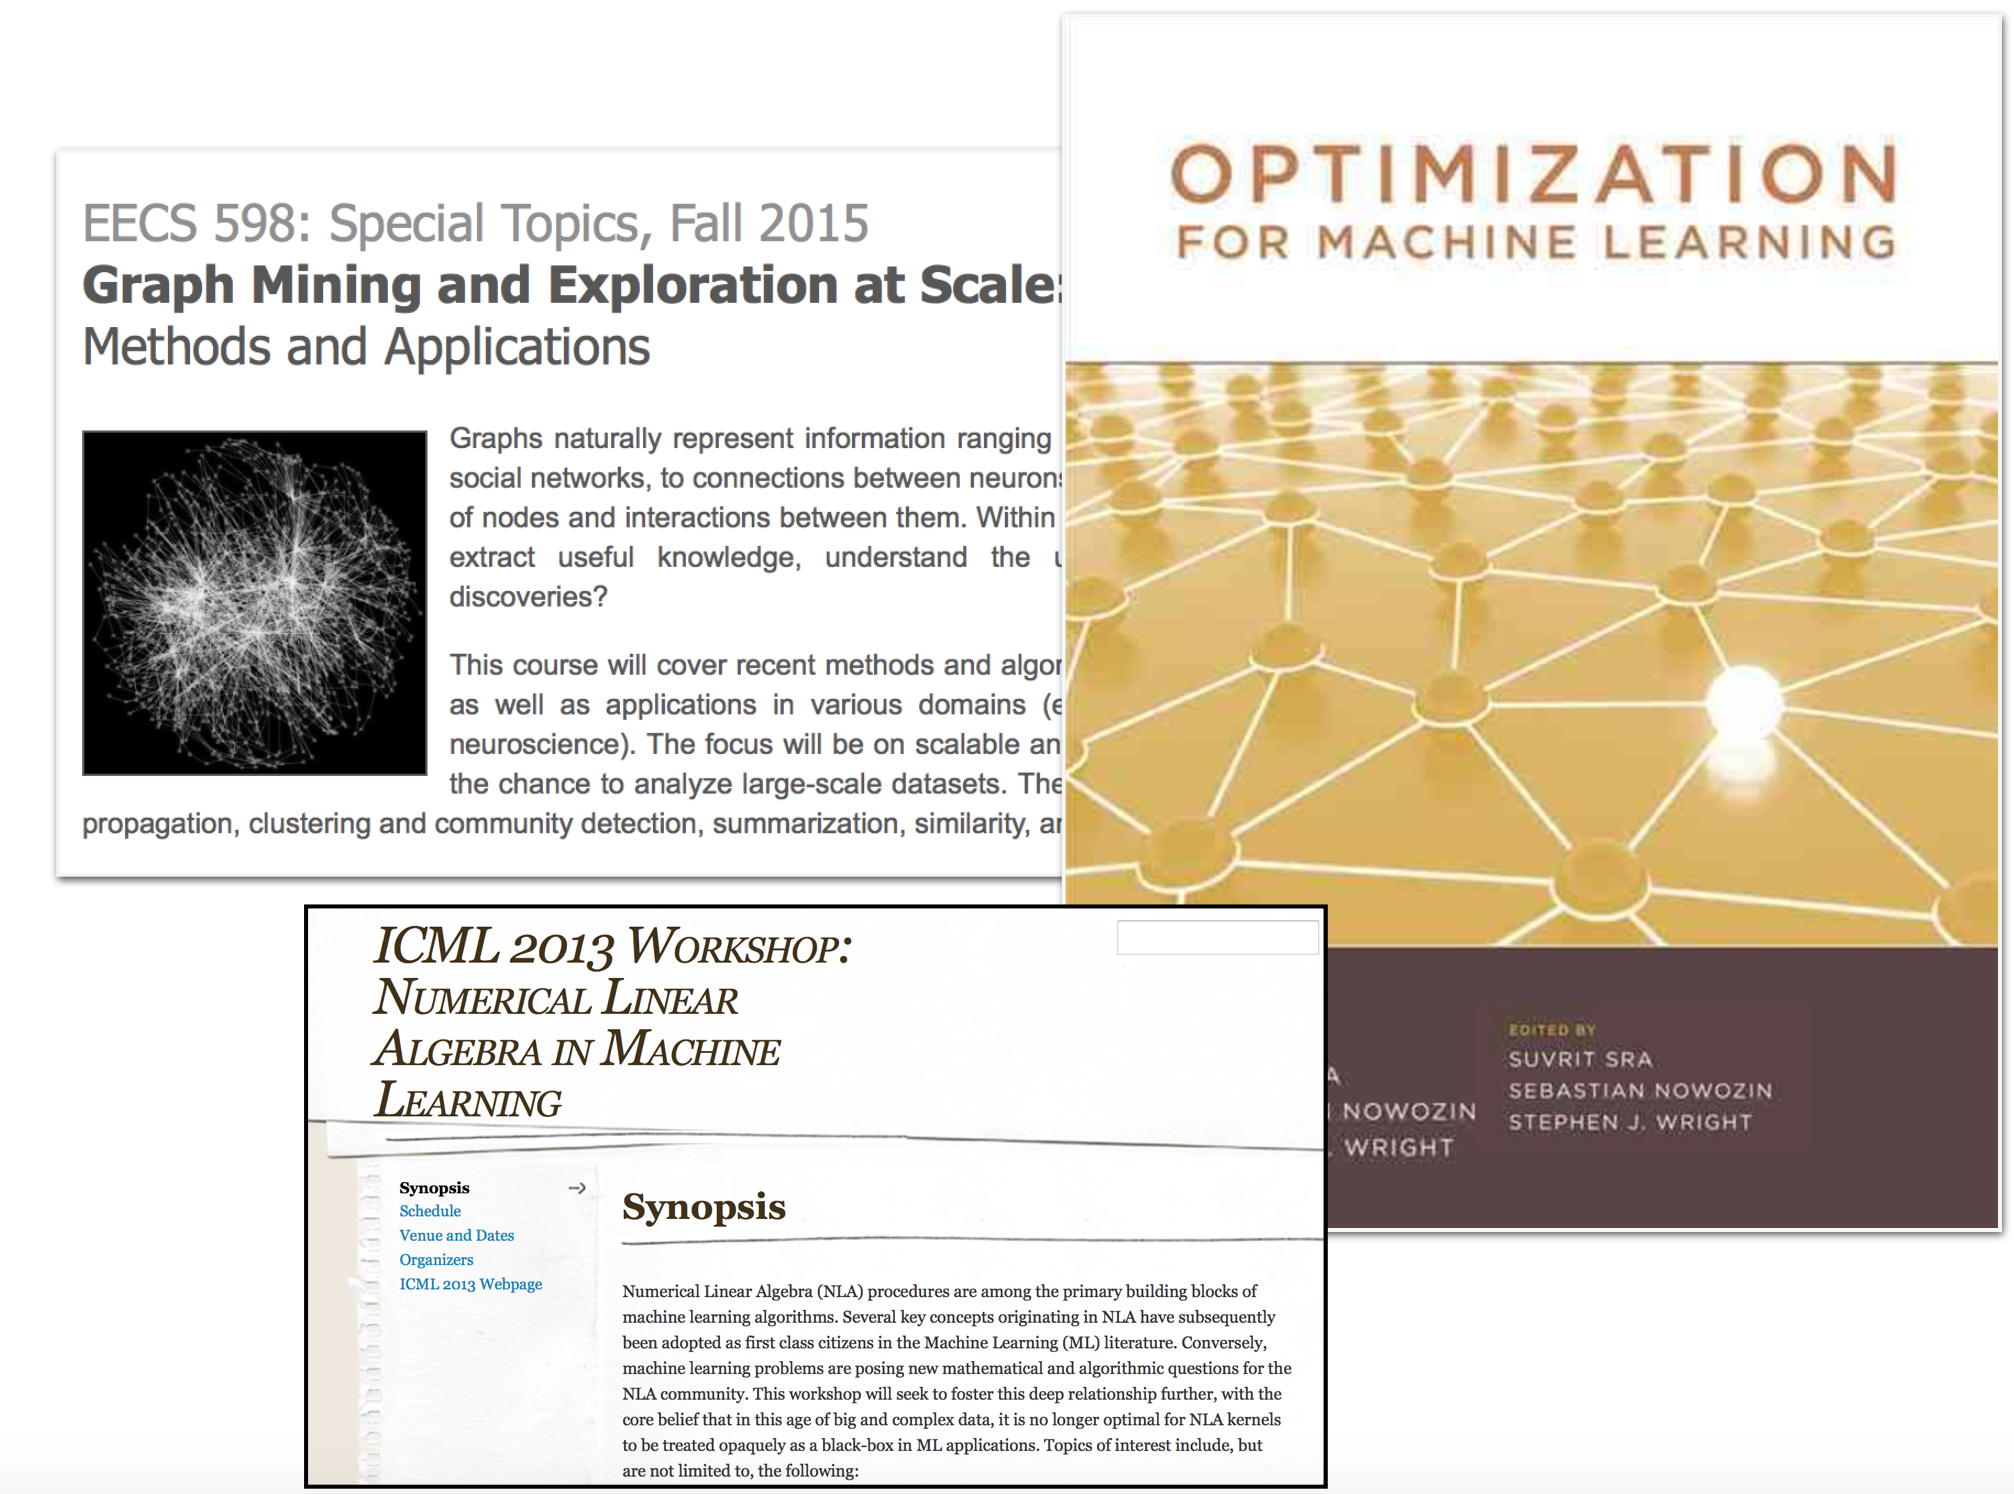 EECS 598: Special Topics, Fall 2015
Graph Mining and Exploration at Scale:
Methods and Applications
Graphs naturally represent information ranging
social networks, to connections between neurons
of nodes and interactions between them. Within
extract useful knowledge, understand the
discoveries?
This course will cover recent methods and algor
as well as applications in various domains (e
neuroscience). The focus will be on scalable an
the chance to analyze large-scale datasets. The
propagation, clustering and community detection, summarization, similarity, a
OPTIMIZATION
FOR MACHINE LEARNING
EDITED BY
SUVRIT SRA
SEBASTIAN NOWOZIN
STEPHEN J. WRIGHT
A
NOWOZIN
. WRIGHT
ICML 2013 WORKSHOP:
NUMERICAL LINEAR
ALGEBRA IN MACHINE
LEARNING
Synopsis
Schedule
Venue and Dates
Organizers
ICML 2013 Webpage
Synopsis
Numerical Linear Algebra (NLA) procedures are among the primary building blocks of
machine learning algorithms. Several key concepts originating in NLA have subsequently
been adopted as first class citizens in the Machine Learning (ML) literature. Conversely,
machine learning problems are posing new mathematical and algorithmic questions for the
NLA community. This workshop will seek to foster this deep relationship further, with the
core belief that in this age of big and complex data, it is no longer optimal for NLA kernels
to be treated opaquely as a black-box in ML applications. Topics of interest include, but
are not limited to, the following: